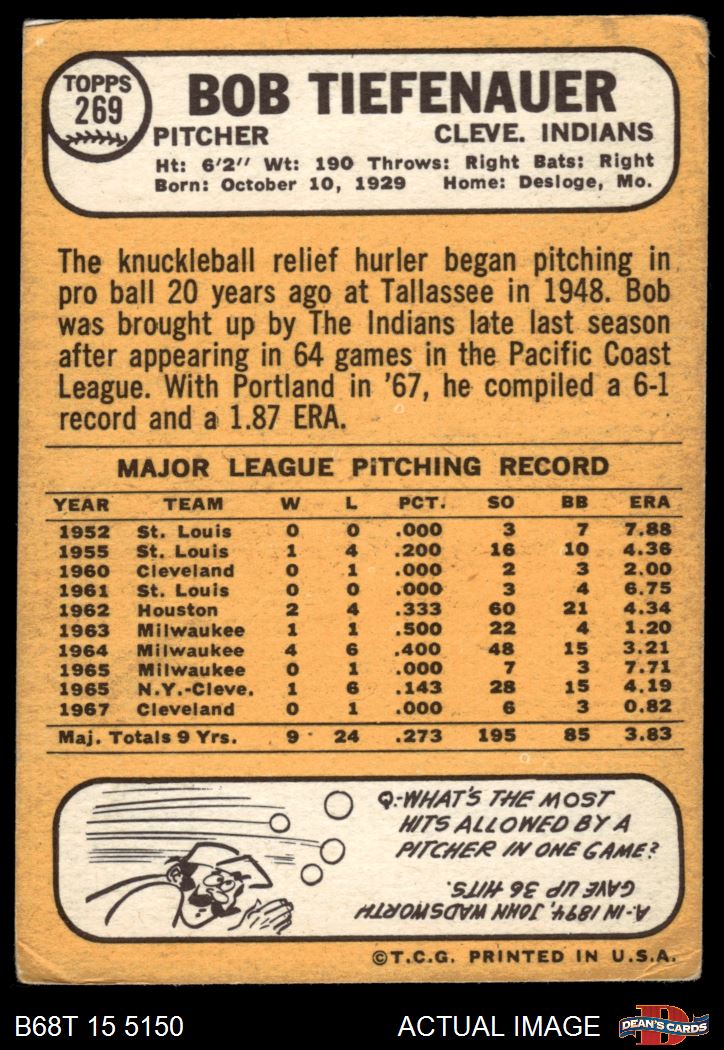 TOPPS
269
BOB TIEFENAUER
PITCHER CLEVE. INDIANS
Ht: 6'2" Wt: 190 Throws: Right Bats: Right
Born: October 10, 1929 Home: Desloge, Mo.
The knuckleball relief hurler began pitching in
pro ball 20 years ago at Tallassee in 1948. Bob
was brought up by The Indians late last season
after appearing in 64 games in the Pacific Coast
League. With Portland in '67, he compiled a 6-1
record and a 1.87 ERA.
MAJOR LEAGUE PITCHING RECORD
YEAR TEAM W L PCT. SO BB ERA
1952 St. Louis 0 0 .000 3 7 7.88
1955 St. Louis 1 4 .200 16 10 4.36
1960 Cleveland 0 1 .000 2 3 2.00
1961 St. Louis 0 0 .000 3 4 6.75
1962 Houston 2 4 .333 60 21 4.34
1963 Milwaukee 1 1 .500 22 4 1.20
1964 Milwaukee 4 6 .400 48 15 3.21
1965 Milwaukee 0 1 .000 7 3 7.71
1965 N.Y.-Cleve. 1 6 .143 28 15 4.19
1967 Cleveland 0 1 .000 6 3 0.82
Maj. Totals 9 Yrs. 9 24 .273 195 85 3.83
Q.-WHAT'S THE MOST
HITS ALLOWED BY A
PITCHER IN ONE GAME?
A-IN 1894, JOHN WADSWORTH
GAVE UP 36 HITS.
©T.C.G. PRINTED IN U.S.A.
B68T 15 5150 ACTUAL IMAGE
D
DEAN'S CARDS